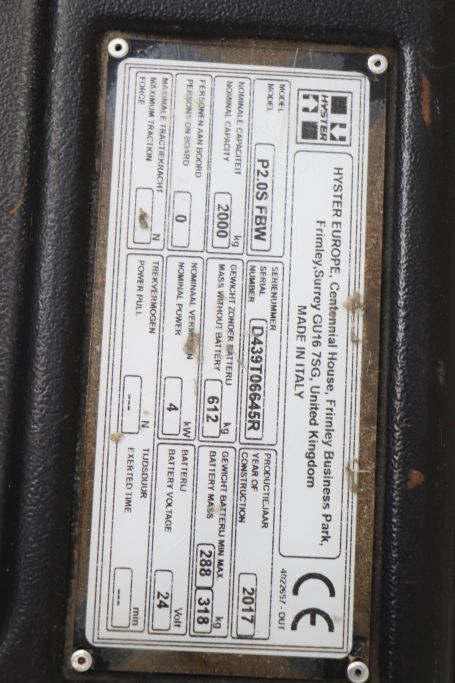 HYSTER
HYSTER EUROPE, Centennial House, Frimley Business Park,
Frimley,Surrey GU16 7SG, United Kingdom
MADE IN ITALY
CE
4022657 - DUT
MODEL
MODEL
P2.0S FBW
SERIENUMMER
SERIAL
NUMBER
D439T06645R
PRODUCTIEJAAR
YEAR OF
CONSTRUCTION
2017
NOMINALE CAPACITEIT
NOMINAL CAPACITY
2000 kg
GEWICHT ZONDER BATTERIJ
MASS WITHOUT BATTERY
612 kg
GEWICHT BATTERIJ MIN MAX.
BATTERY MASS
288 318 kg
PERSONEN AAN BOORD
PERSONS ON BOARD
0
NOMINAAL VERMOGEN
NOMINAL POWER
4 kW
BATTERIJ
BATTERY VOLTAGE
24 Volt
MAXIMALE TRACTIEKRACHT
MAXIMUM TRACTION
FORCE
N
TREKVERMOGEN
POWER PULL
--- N
TIJDSDUUR
EXERTED TIME
--- min